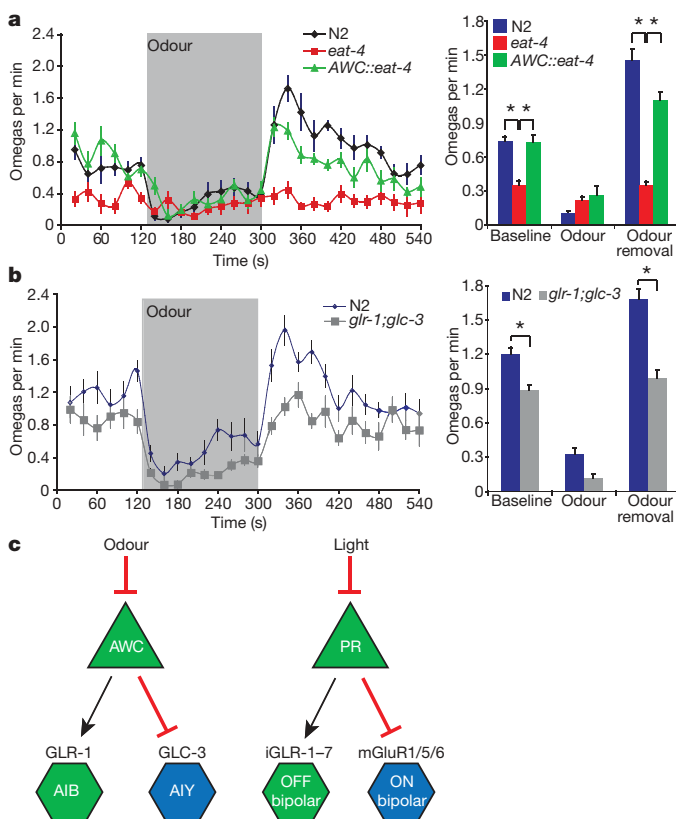 a
Omegas per min
2.4
2.0
1.6
1.2
0.8
0.4
0
Odour
N2
eat-4
AWC::eat-4
0 60 120 180 240 300 360 420 480 540
Time (s)
Omegas per min
1.8
1.5
1.2
0.9
0.6
0.3
0
N2
eat-4
AWC::eat-4
* *
* *
Baseline Odour Odour
removal
b
Omegas per min
2.4
2.0
1.6
1.2
0.8
0.4
0
Odour
N2
glr-1;glc-3
0 60 120 180 240 300 360 420 480 540
Time (s)
Omegas per min
1.8
1.5
1.2
0.9
0.6
0.3
0
N2 glr-1;glc-3
*
*
Baseline Odour Odour
removal
c
Odour Light
AWC PR
GLR-1 GLC-3 iGLR-1–7 mGluR1/5/6
AIB AIY
OFF
bipolar
ON
bipolar